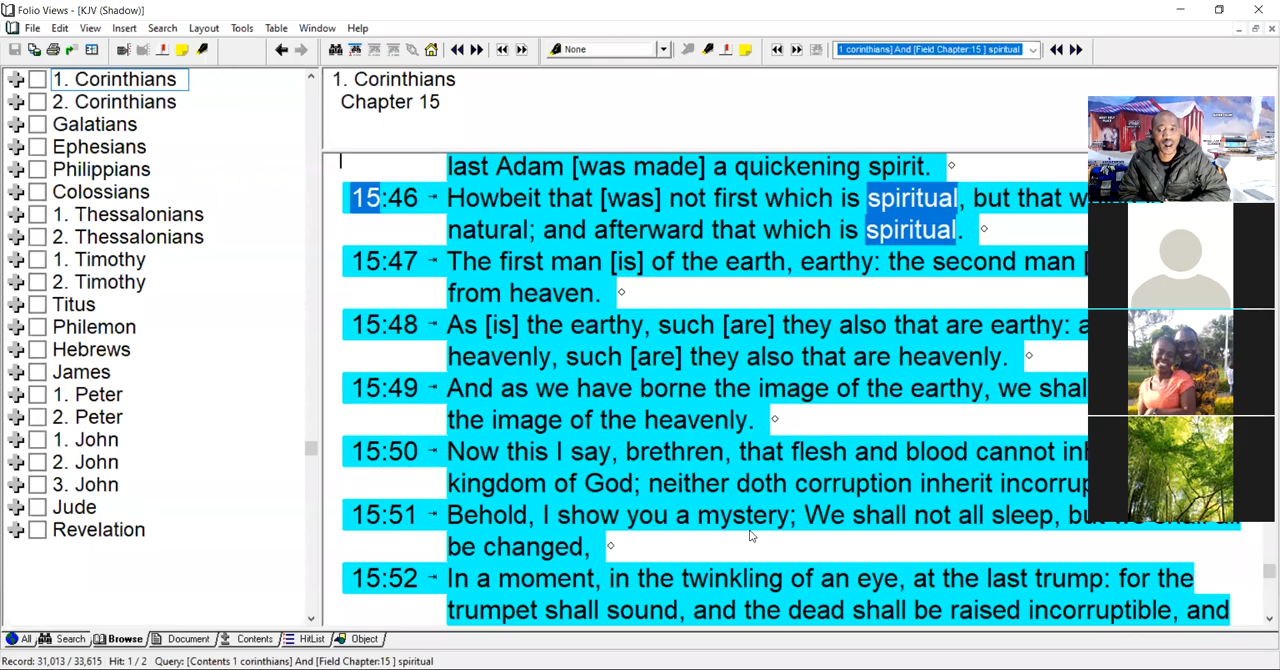 Folio Views - [KJV (Shadow)]
File Edit View Insert Search Layout Tools Table Window Help
None
1 corinthians] And [Field Chapter:15 ] spiritual
1. Corinthians
2. Corinthians
Galatians
Ephesians
Philippians
Colossians
1. Thessalonians
2. Thessalonians
1. Timothy
2. Timothy
Titus
Philemon
Hebrews
James
1. Peter
2. Peter
1. John
2. John
3. John
Jude
Revelation
1. Corinthians
Chapter 15
last Adam [was made] a quickening spirit.
15:46 Howbeit that [was] not first which is spiritual, but that
natural; and afterward that which is spiritual.
15:47 The first man [is] of the earth, earthy: the second man [
from heaven.
15:48 As [is] the earthy, such [are] they also that are earthy:
heavenly, such [are] they also that are heavenly.
15:49 And as we have borne the image of the earthy, we
the image of the heavenly.
15:50 Now this I say, brethren, that flesh and blood cannot
kingdom of God; neither doth corruption inherit
15:51 Behold, I show you a mystery; We shall not all sleep, but we shall all
be changed,
15:52 In a moment, in the twinkling of an eye, at the last trump: for the
trumpet shall sound, and the dead shall be raised incorruptible, and
All Search Browse Document Contents HitList Object
Record: 31,013 / 33,615 Hit: 1 / 2 Query: [Contents 1 corinthians] And [Field Chapter:15 ] spiritual